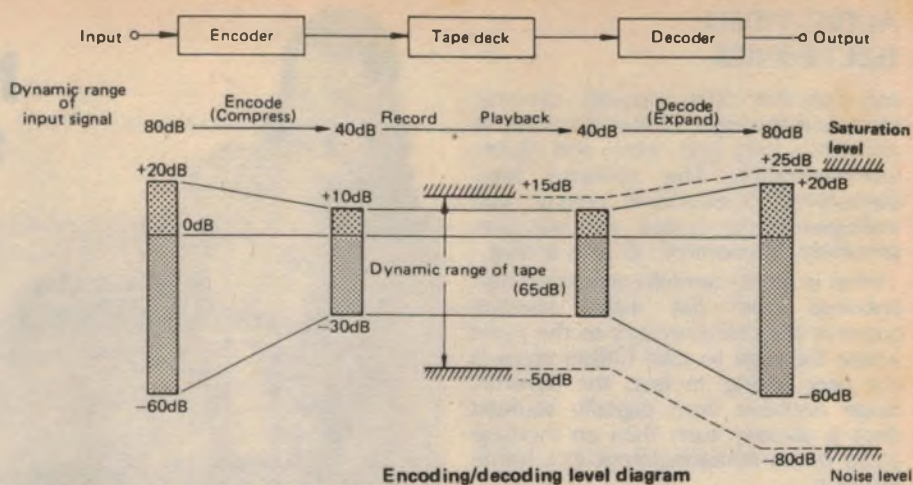 Input
Encoder
Tape deck
Decoder
Output
Dynamic range
of
input signal
Encode
(Compress)
Record
Playback
Decode
(Expand)
80dB
40dB
40dB
80dB
Saturation
level
+20dB
+10dB
+15dB
+25dB
+20dB
0dB
Dynamic range of tape
(65dB)
−30dB
−50dB
−60dB
−60dB
−80dB
Encoding/decoding level diagram
Noise level